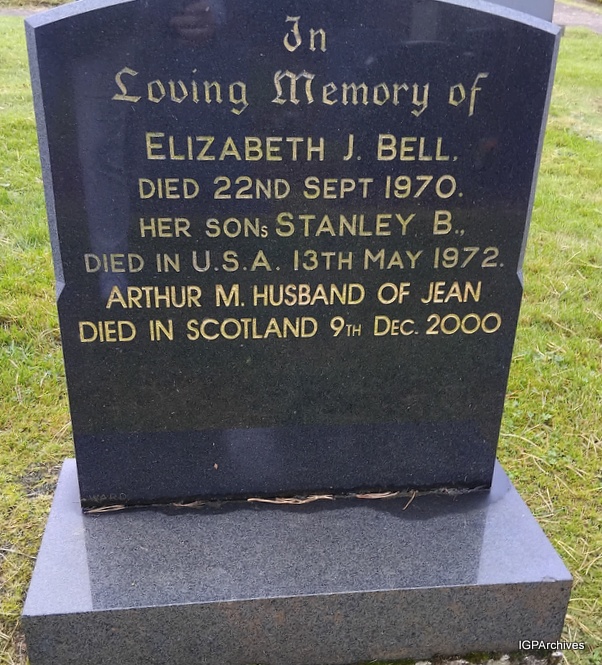 In
Loving Memory of
ELIZABETH J. BELL.
DIED 22ND SEPT 1970.
HER SONs STANLEY B.,
DIED IN U.S.A. 13TH MAY 1972.
ARTHUR M. HUSBAND OF JEAN
DIED IN SCOTLAND 9TH DEC. 2000
WARD
IGPArchives